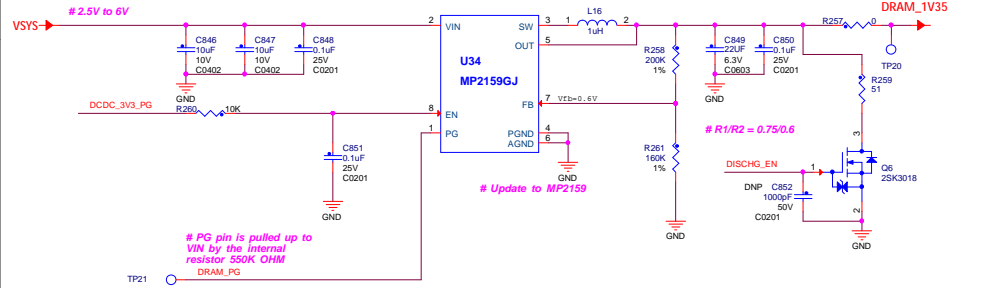 # 2.5V to 6V
DRAM_1V35
VSYS
2
VIN
SW
3
1
L16
2
1uH
R257
0
OUT
5
C846
10uF
10V
C0402
C847
10uF
10V
C0402
C848
0.1uF
25V
C0201
U34
MP2159GJ
R258
200K
1%
C849
22UF
6.3V
C0603
C850
0.1uF
25V
C0201
TP20
GND
R259
51
GND
DCDC_3V3_PG
R260
10K
8
EN
FB
7
Vfb=0.6V
1
PG
PGND
4
AGND
6
# R1/R2 = 0.75/0.6
3
C851
0.1uF
25V
C0201
R261
160K
1%
GND
DISCHG_EN
1
Q6
2SK3018
# Update to MP2159
DNP
C852
1000pF
50V
C0201
2
GND
GND
GND
# PG pin is pulled up to
VIN by the internal
resistor 550K OHM
TP21
DRAM_PG